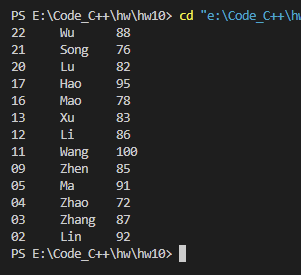 PS E:\Code_C++\hw\hw10> cd "e:\Code_C++\hw
22 Wu 88
21 Song 76
20 Lu 82
17 Hao 95
16 Mao 78
13 Xu 83
12 Li 86
11 Wang 100
09 Zhen 85
05 Ma 91
04 Zhao 72
03 Zhang 87
02 Lin 92
PS E:\Code_C++\hw\hw10>